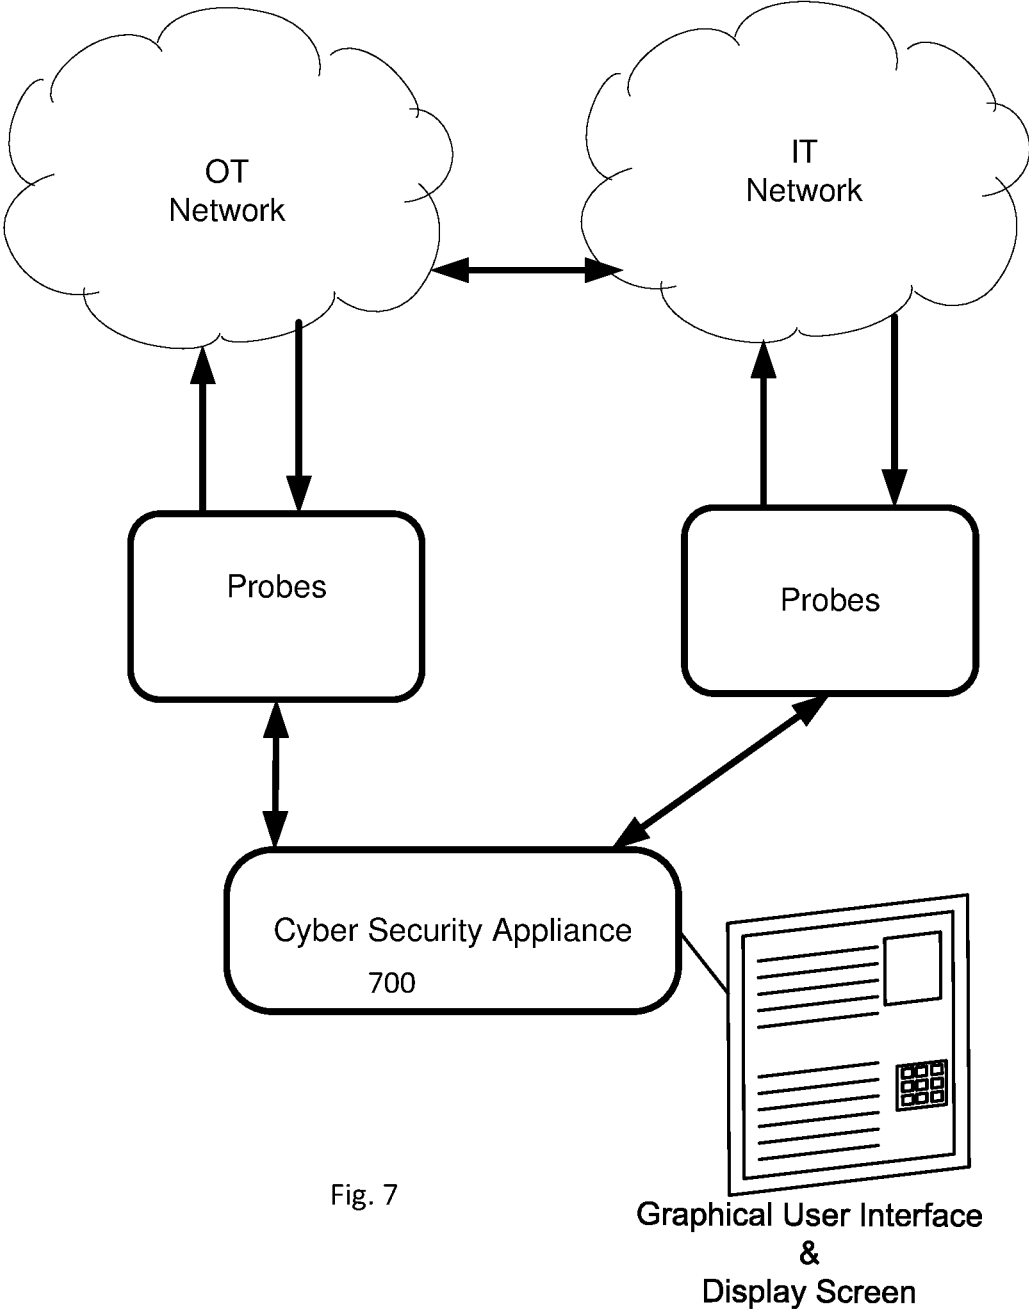 OT
Network
IT
Network
Probes
Probes
Cyber Security Appliance
700
Fig. 7
Graphical User Interface
&
Display Screen